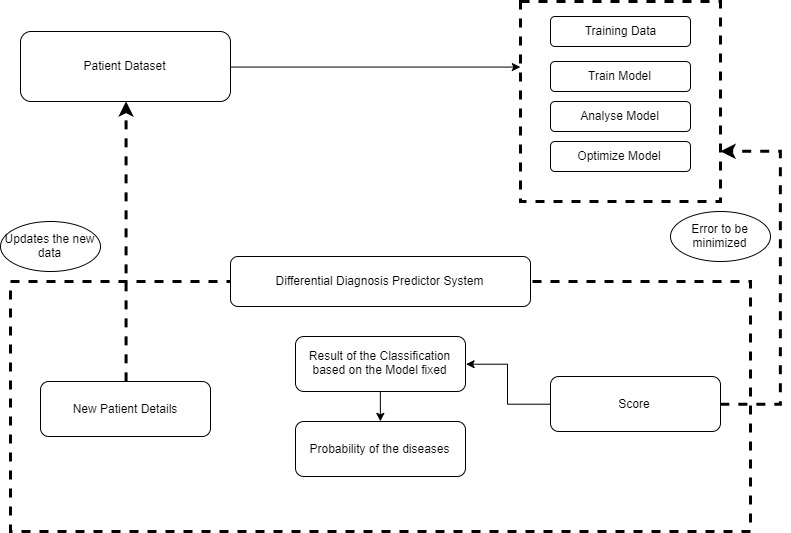 Patient Dataset
Training Data
Train Model
Analyse Model
Optimize Model
Updates the new
data
Error to be
minimized
Differential Diagnosis Predictor System
New Patient Details
Result of the Classification
based on the Model fixed
Score
Probability of the diseases